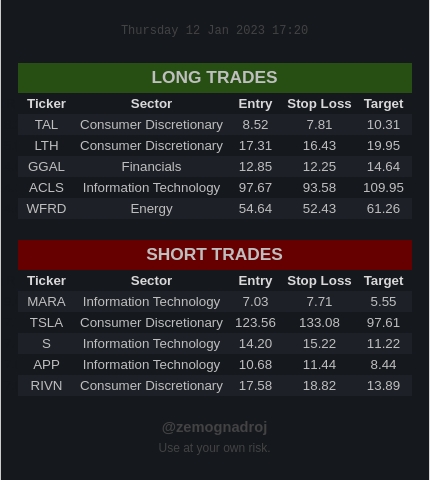 Thursday 12 Jan 2023 17:20
LONG TRADES
Ticker Sector Entry Stop Loss Target
TAL Consumer Discretionary 8.52 7.81 10.31
LTH Consumer Discretionary 17.31 16.43 19.95
GGAL Financials 12.85 12.25 14.64
ACLS Information Technology 97.67 93.58 109.95
WFRD Energy 54.64 52.43 61.26
SHORT TRADES
Ticker Sector Entry Stop Loss Target
MARA Information Technology 7.03 7.71 5.55
TSLA Consumer Discretionary 123.56 133.08 97.61
S Information Technology 14.20 15.22 11.22
APP Information Technology 10.68 11.44 8.44
RIVN Consumer Discretionary 17.58 18.82 13.89
@zemognadroj
Use at your own risk.